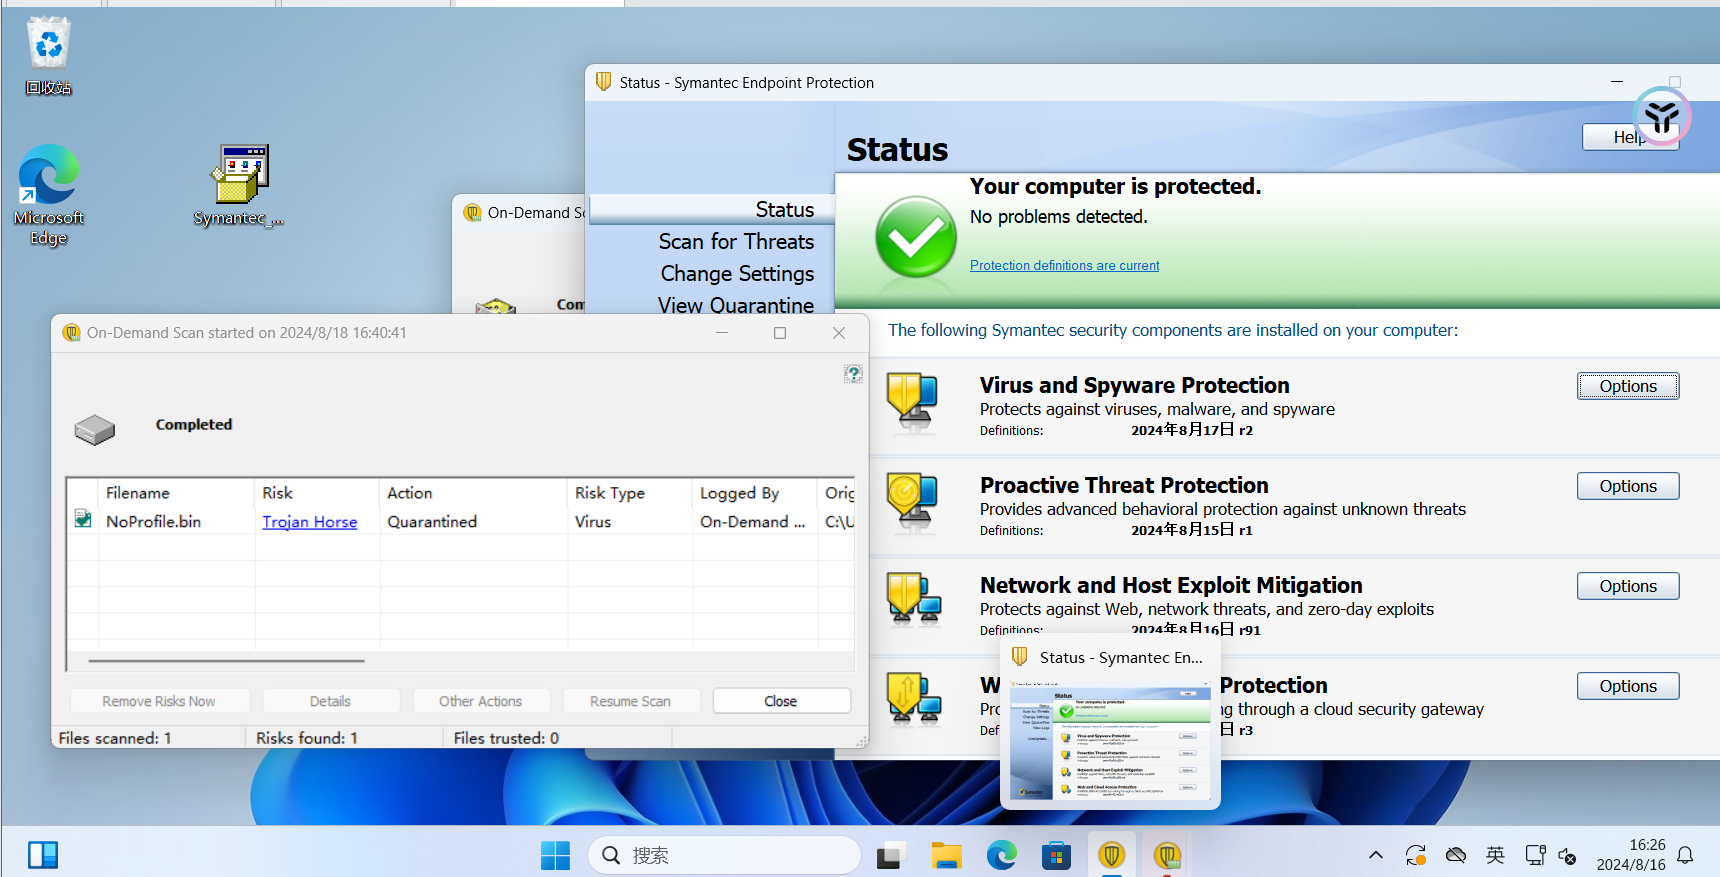 回收站
Microsoft
Edge
Symantec_...
Status - Symantec Endpoint Protection
Status
Help
Your computer is protected.
No problems detected.
Protection definitions are current
Status
Scan for Threats
Change Settings
View Quarantine
The following Symantec security components are installed on your computer:
Virus and Spyware Protection
Protects against viruses, malware, and spyware
Definitions: 2024年8月17日 r2
Options
Proactive Threat Protection
Provides advanced behavioral protection against unknown threats
Definitions: 2024年8月15日 r1
Options
Network and Host Exploit Mitigation
Protects against Web, network threats, and zero-day exploits
Definitions: 2024年8月16日 r91
Options
Protection
through a cloud security gateway
日 r3
Options
On-Demand
On-Demand Scan started on 2024/8/18 16:40:41
Completed
Filename Risk Action Risk Type Logged By Orig
NoProfile.bin Trojan Horse Quarantined Virus On-Demand ... C:\U
Remove Risks Now Details Other Actions Resume Scan Close
Files scanned: 1 Risks found: 1 Files trusted: 0
Status - Symantec En...
搜索
英
16:26
2024/8/16